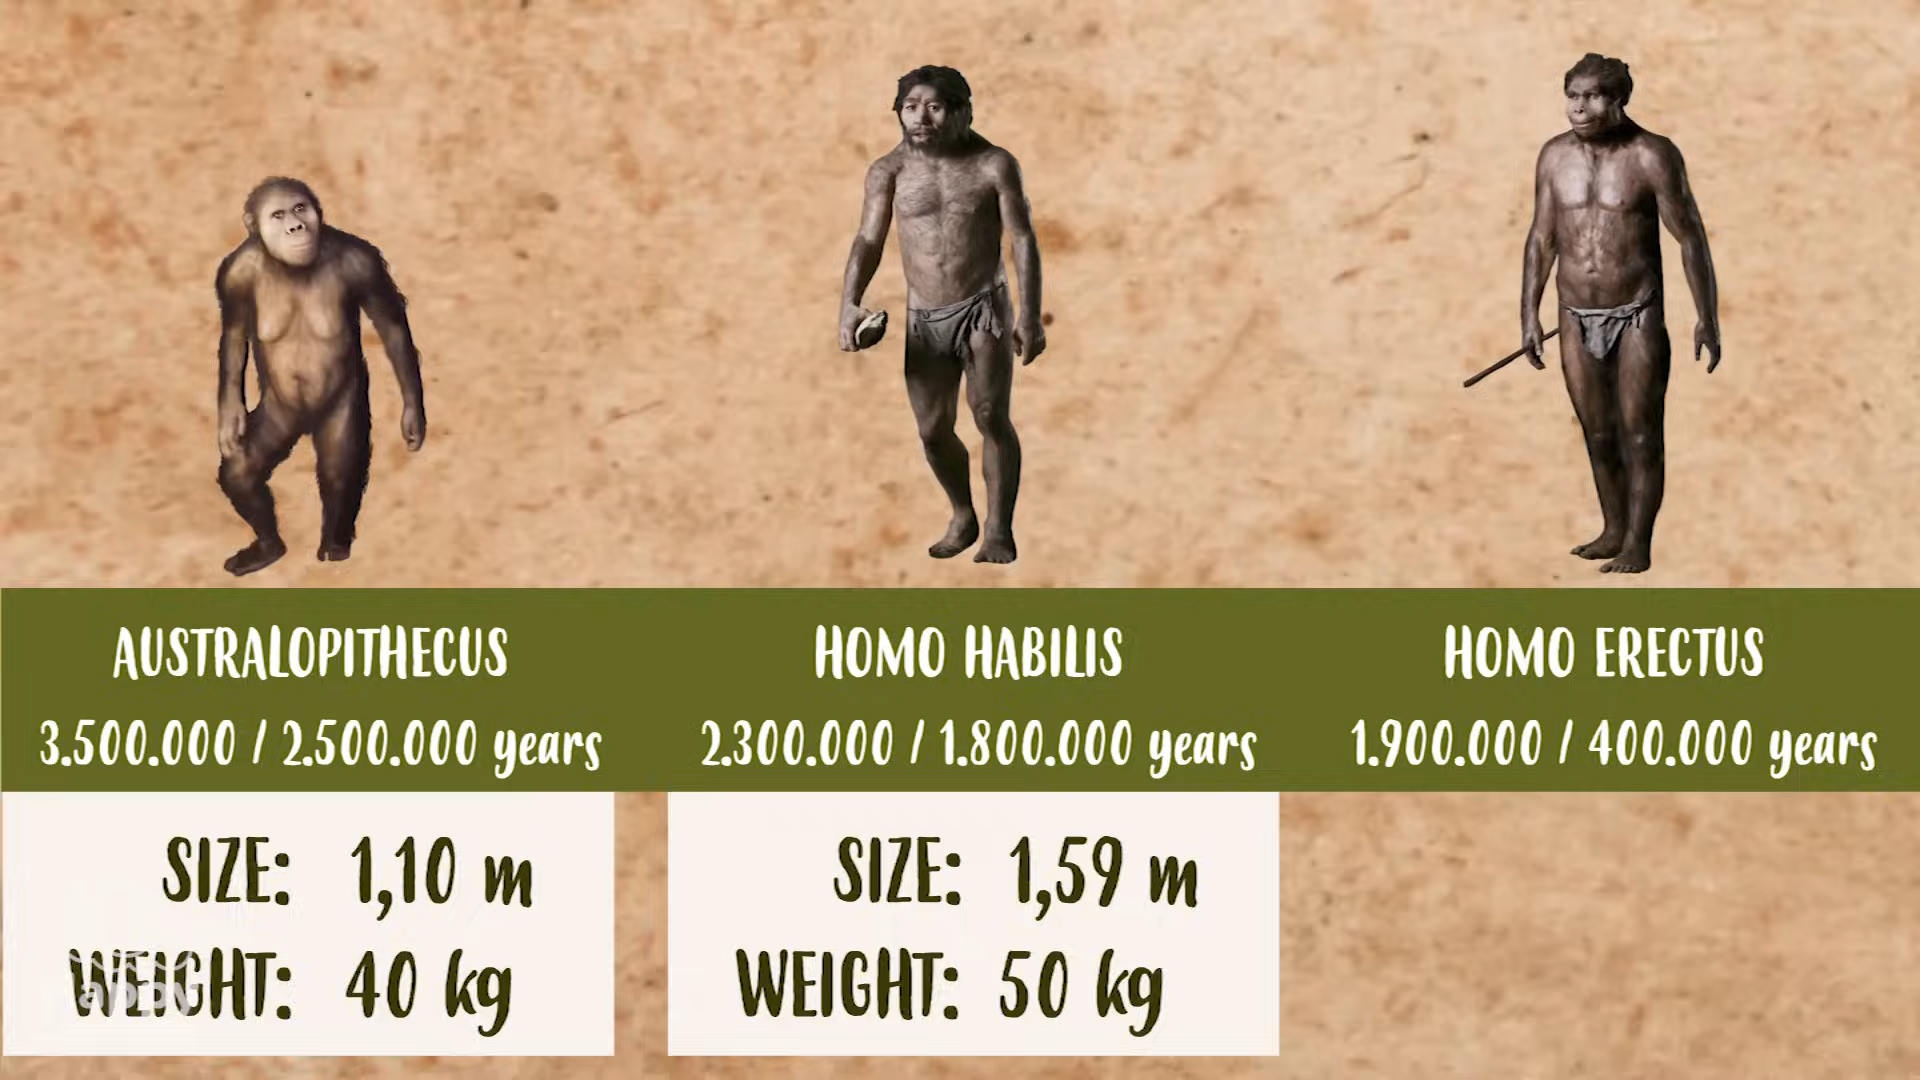 AUSTRALOPITHECUS
3.500.000 / 2.500.000 years
HOMO HABILIS
2.300.000 / 1.800.000 years
HOMO ERECTUS
1.900.000 / 400.000 years
SIZE: 1,10 m
WEIGHT: 40 kg
SIZE: 1,59 m
WEIGHT: 50 kg